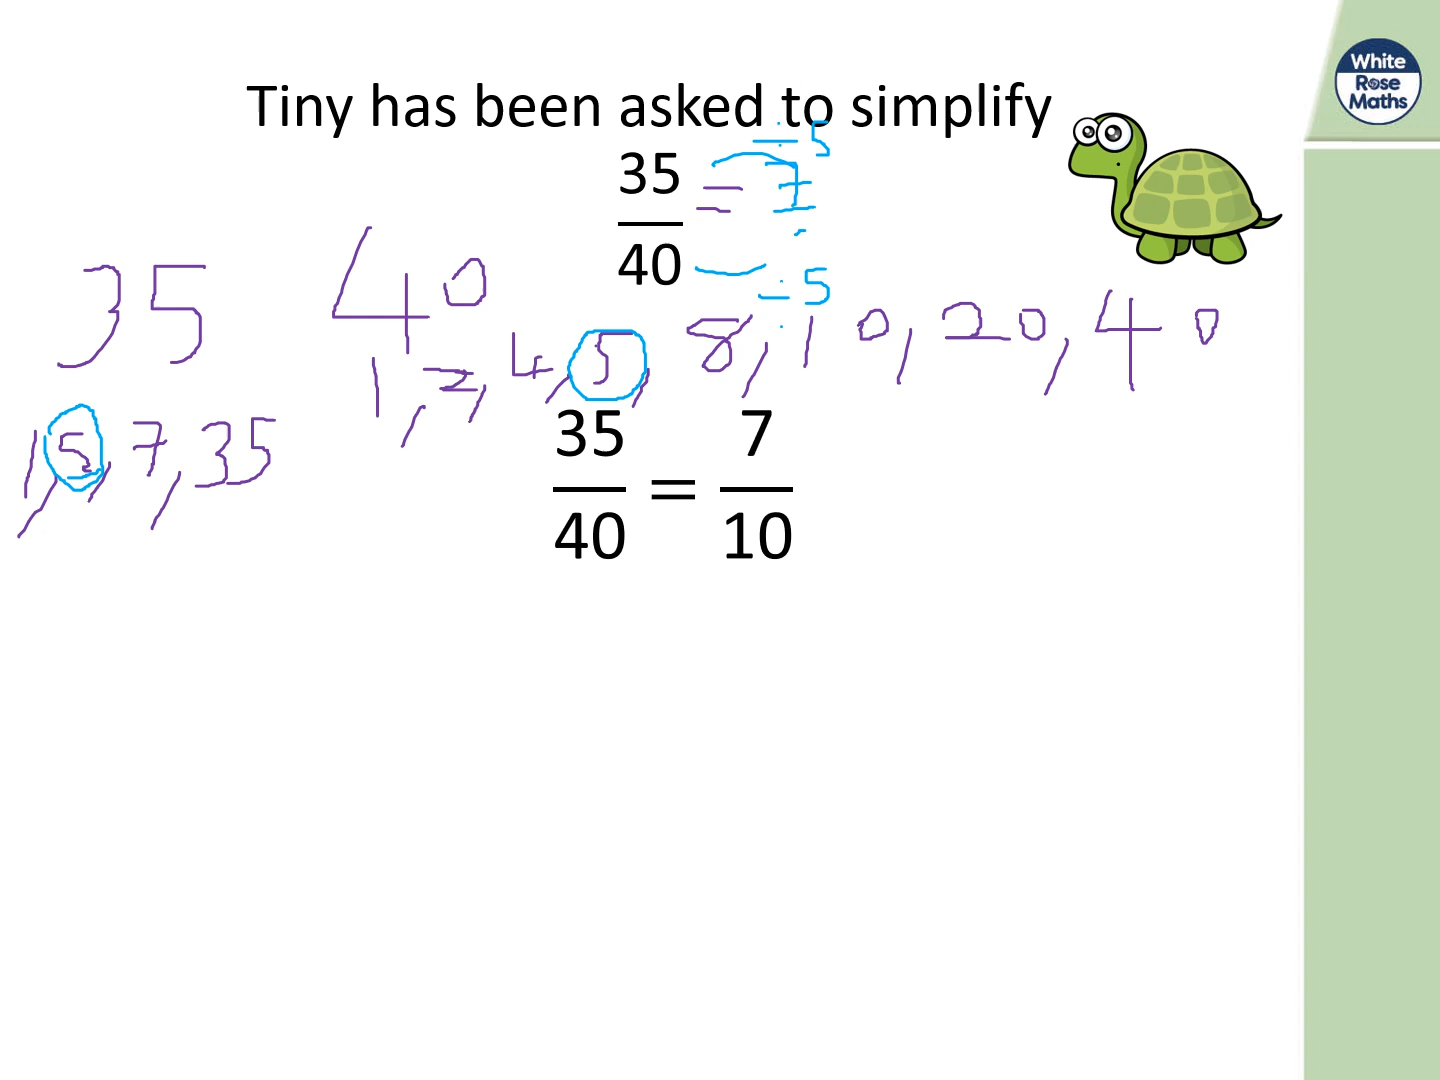 White
Rose
Maths
Tiny has been asked to simplify
÷5
35/40 = 7
÷5
35 40
1, 2, 4, 5, 8, 10, 20, 40
1, 5, 7, 35
35/40 = 7/10